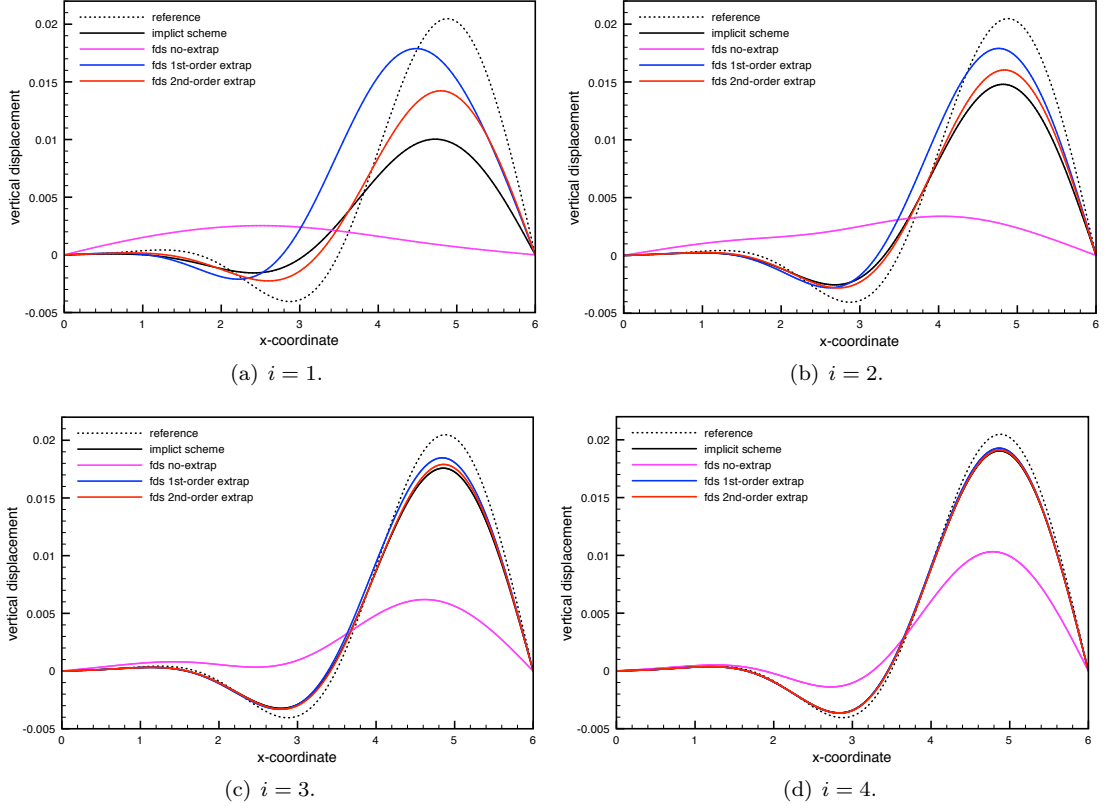 reference
implict scheme
fds no-extrap
fds 1st-order extrap
fds 2nd-order extrap
vertical displacement
0.02
0.015
0.01
0.005
0
-0.005
0 1 2 3 4 5 6
x-coordinate
(a) i = 1.
reference
implicit scheme
fds no-extrap
fds 1st-order extrap
fds 2nd-order extrap
vertical displacement
0.02
0.015
0.01
0.005
0
-0.005
0 1 2 3 4 5 6
x-coordinate
(b) i = 2.
reference
implict scheme
fds no-extrap
fds 1st-order extrap
fds 2nd-order extrap
vertical displacement
0.02
0.015
0.01
0.005
0
-0.005
0 1 2 3 4 5 6
x-coordinate
(c) i = 3.
reference
implicit scheme
fds no-extrap
fds 1st-order extrap
fds 2nd-order extrap
vertical displacement
0.02
0.015
0.01
0.005
0
-0.005
0 1 2 3 4 5 6
x-coordinate
(d) i = 4.